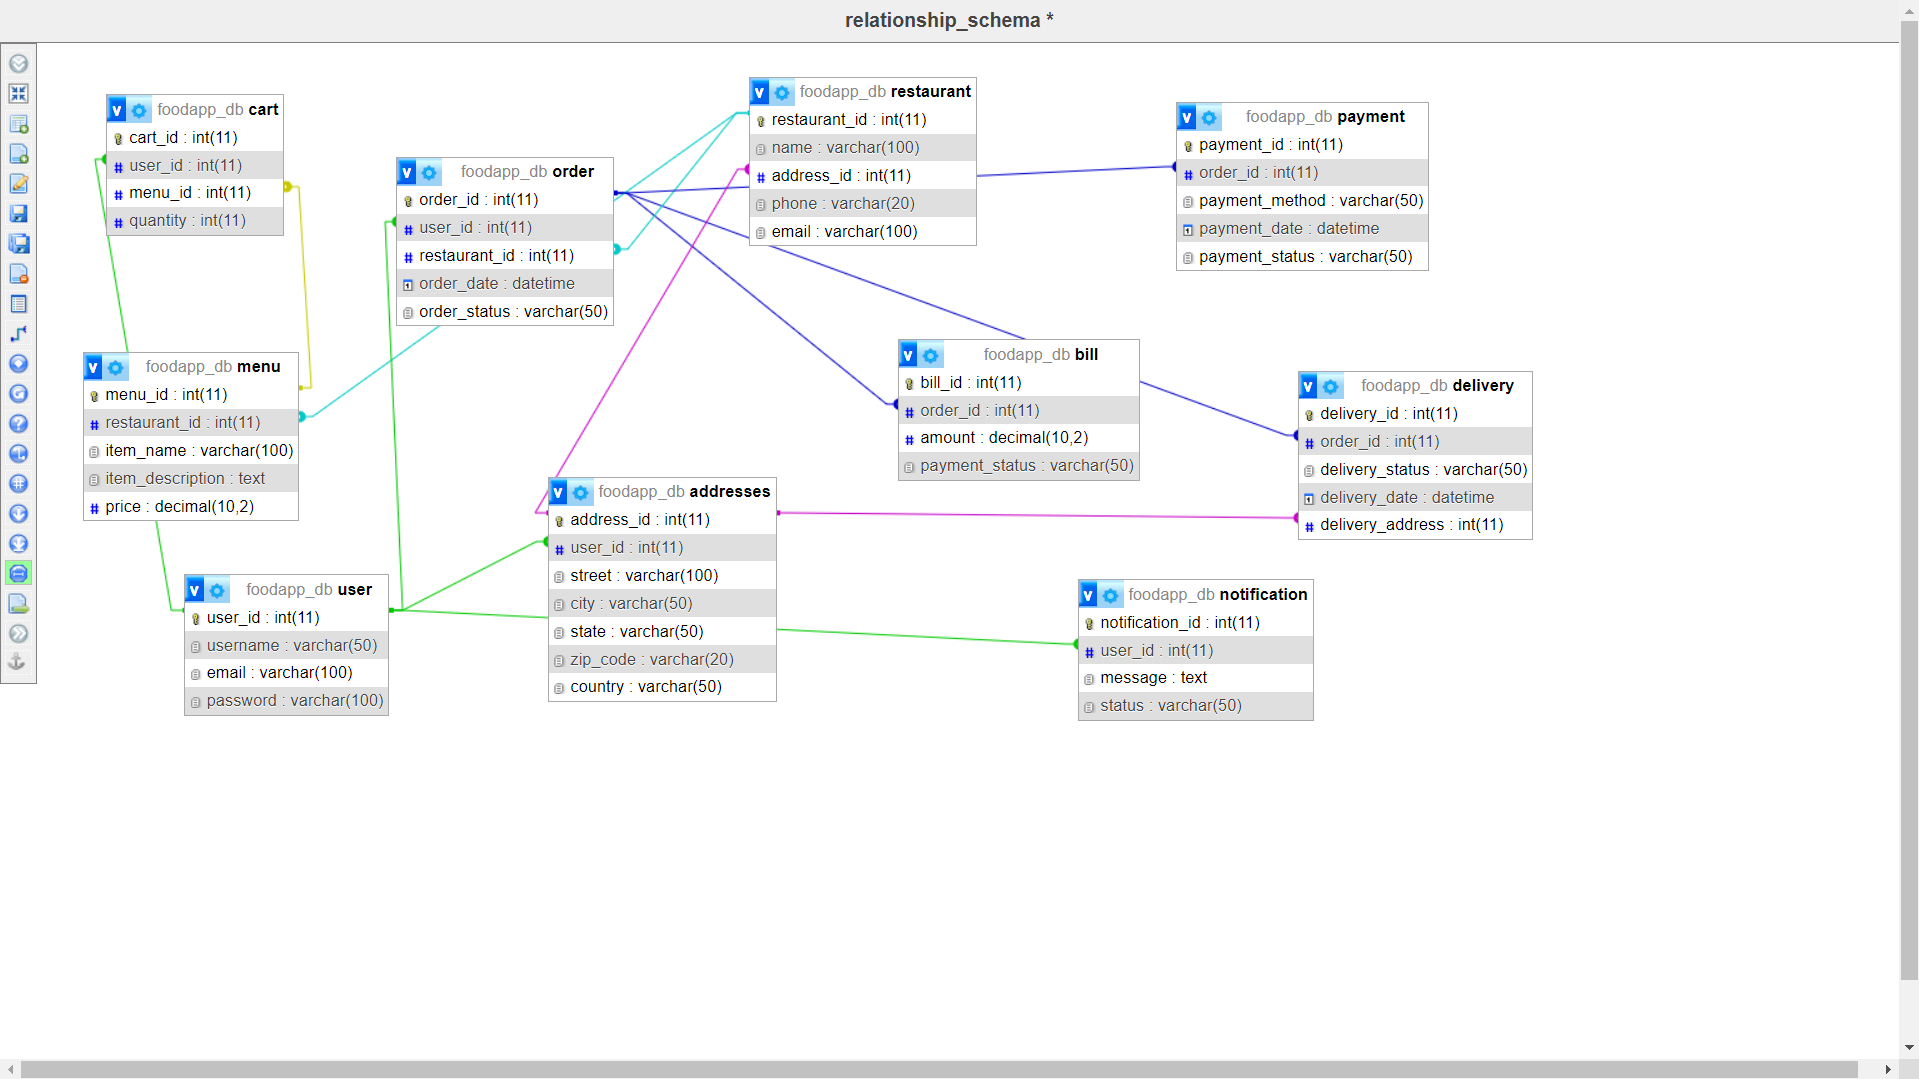 relationship_schema *
foodapp_db cart
cart_id : int(11)
user_id : int(11)
menu_id : int(11)
quantity : int(11)
foodapp_db order
order_id : int(11)
user_id : int(11)
restaurant_id : int(11)
order_date : datetime
order_status : varchar(50)
foodapp_db restaurant
restaurant_id : int(11)
name : varchar(100)
address_id : int(11)
phone : varchar(20)
email : varchar(100)
foodapp_db payment
payment_id : int(11)
order_id : int(11)
payment_method : varchar(50)
payment_date : datetime
payment_status : varchar(50)
foodapp_db menu
menu_id : int(11)
restaurant_id : int(11)
item_name : varchar(100)
item_description : text
price : decimal(10,2)
foodapp_db bill
bill_id : int(11)
order_id : int(11)
amount : decimal(10,2)
payment_status : varchar(50)
foodapp_db delivery
delivery_id : int(11)
order_id : int(11)
delivery_status : varchar(50)
delivery_date : datetime
delivery_address : int(11)
foodapp_db addresses
address_id : int(11)
user_id : int(11)
street : varchar(100)
city : varchar(50)
state : varchar(50)
zip_code : varchar(20)
country : varchar(50)
foodapp_db user
user_id : int(11)
username : varchar(50)
email : varchar(100)
password : varchar(100)
foodapp_db notification
notification_id : int(11)
user_id : int(11)
message : text
status : varchar(50)